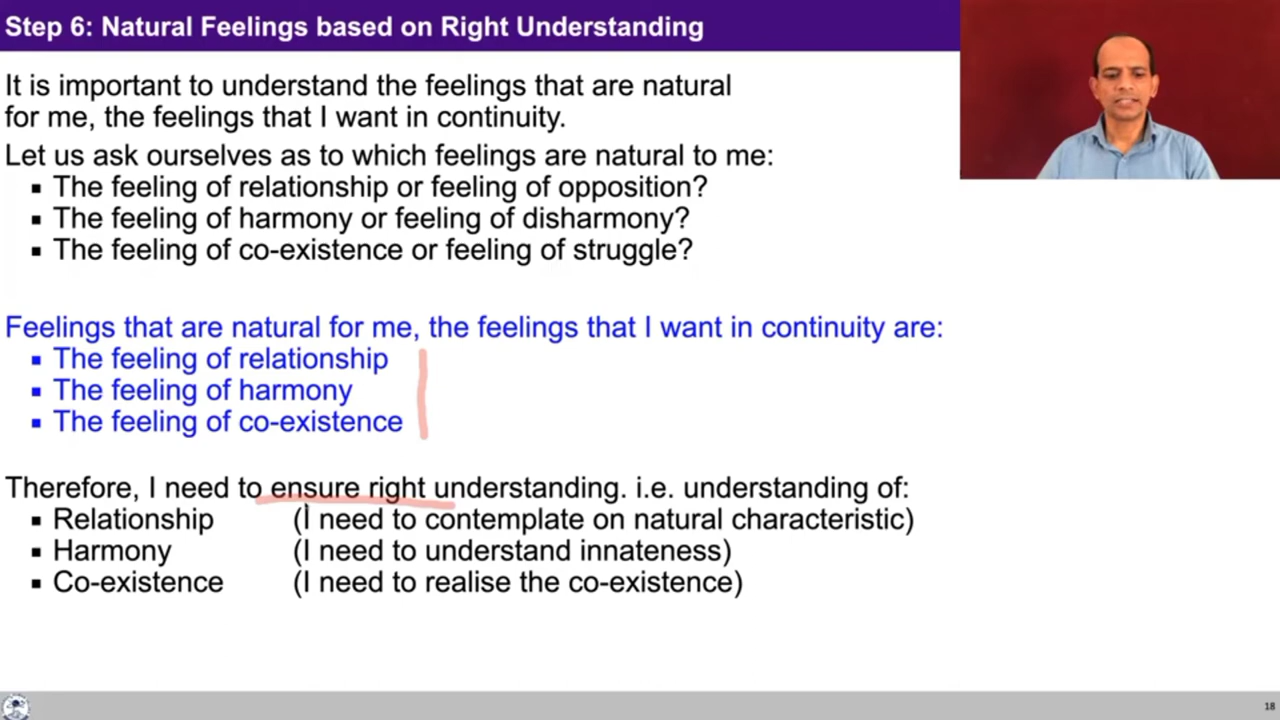 Step 6: Natural Feelings based on Right Understanding
It is important to understand the feelings that are natural
for me, the feelings that I want in continuity.
Let us ask ourselves as to which feelings are natural to me:
▪ The feeling of relationship or feeling of opposition?
▪ The feeling of harmony or feeling of disharmony?
▪ The feeling of co-existence or feeling of struggle?
Feelings that are natural for me, the feelings that I want in continuity are:
▪ The feeling of relationship
▪ The feeling of harmony
▪ The feeling of co-existence
Therefore, I need to ensure right understanding. i.e. understanding of:
▪ Relationship (I need to contemplate on natural characteristic)
▪ Harmony (I need to understand innateness)
▪ Co-existence (I need to realise the co-existence)
18